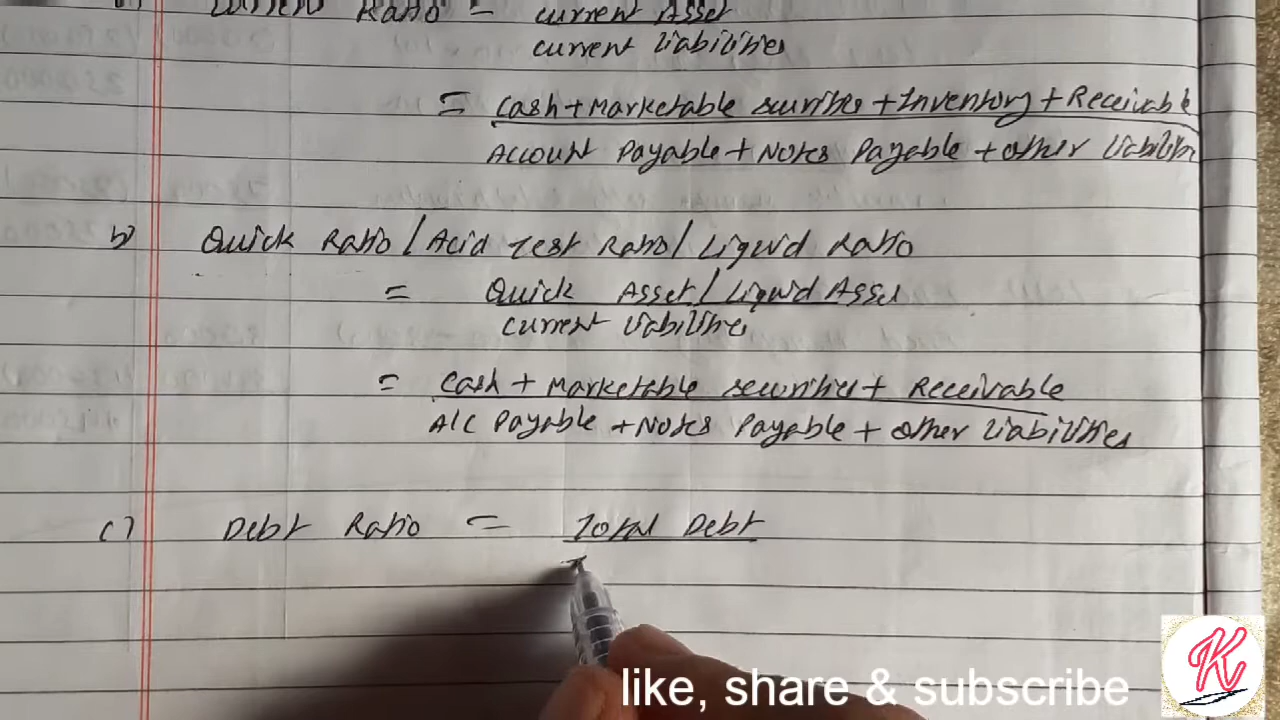 Current Ratio = Current Asset
Current Liabilities
= Cash + Marketable securities + Inventory + Receivable
Account Payable + Notes Payable + other liabilities
b) Quick Ratio / Acid Test Ratio / Liquid Ratio
= Quick Asset / Liquid Asset
Current Liabilities
= Cash + Marketable securities + Receivable
A/C Payable + Notes Payable + other liabilities
c) Debt Ratio = Total Debt
like, share & subscribe
K